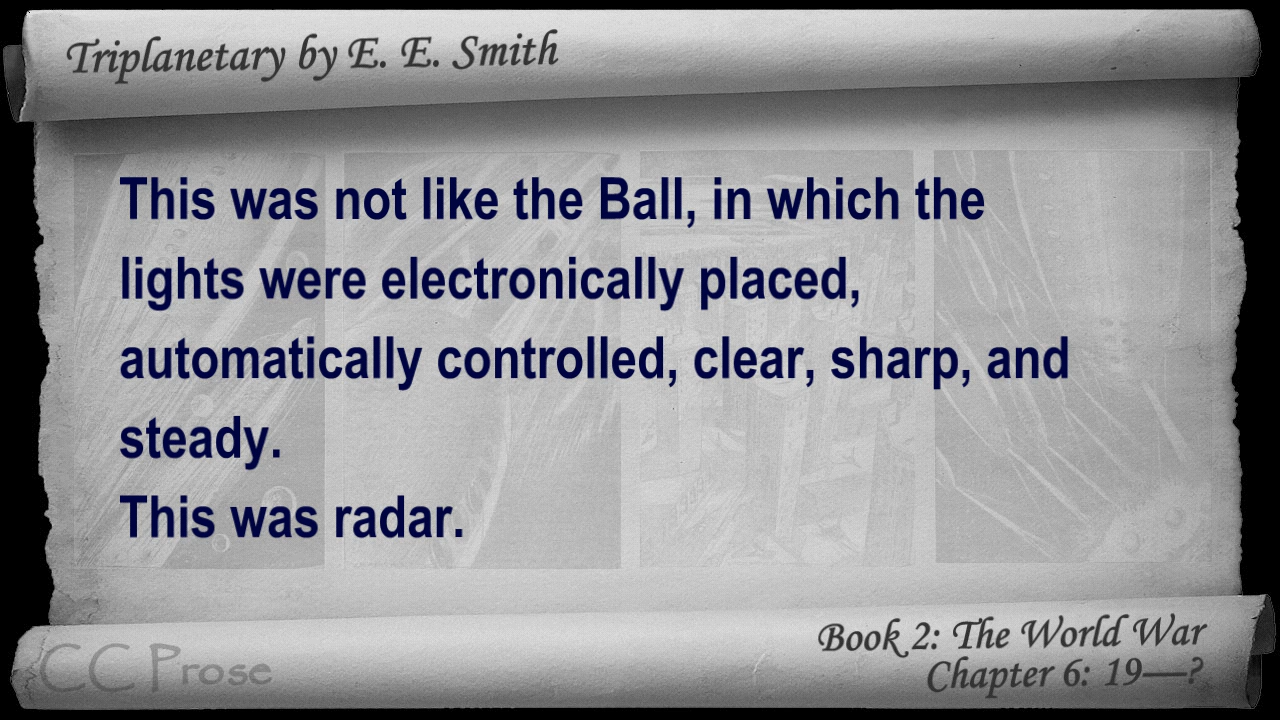 Triplanetary by E. E. Smith
This was not like the Ball, in which the
lights were electronically placed,
automatically controlled, clear, sharp, and
steady.
This was radar.
Book 2: The World War
Chapter 6: 19—?
CC Prose